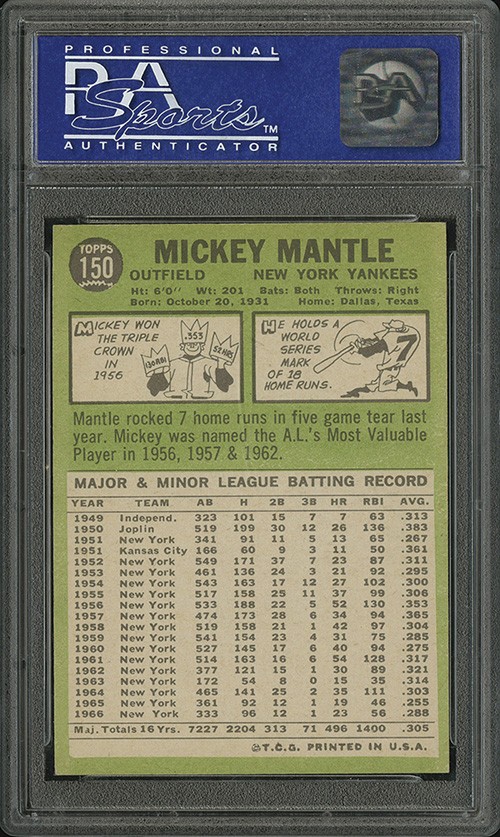 PROFESSIONAL
PSA
Sports™
AUTHENTICATOR
PSA
TOPPS
150
MICKEY MANTLE
OUTFIELD NEW YORK YANKEES
Ht: 6'0" Wt: 201 Bats: Both Throws: Right
Born: October 20, 1931 Home: Dallas, Texas
MICKEY WON
THE TRIPLE
CROWN
IN
1956
130 RBI
.353
52 HRS
HE HOLDS A
WORLD
SERIES
MARK
OF 18
HOME RUNS.
7
Mantle rocked 7 home runs in five game tear last
year. Mickey was named the A.L.'s Most Valuable
Player in 1956, 1957 & 1962.
MAJOR & MINOR LEAGUE BATTING RECORD
YEAR TEAM AB H 2B 3B HR RBI AVG.
1949 Independ. 323 101 15 7 7 63 .313
1950 Joplin 519 199 30 12 26 136 .383
1951 New York 341 91 11 5 13 65 .267
1951 Kansas City 166 60 9 3 11 50 .361
1952 New York 549 171 37 7 23 87 .311
1953 New York 461 136 24 3 21 92 .295
1954 New York 543 163 17 12 27 102 .300
1955 New York 517 158 25 11 37 99 .306
1956 New York 533 188 22 5 52 130 .353
1957 New York 474 173 28 6 34 94 .365
1958 New York 519 158 21 1 42 97 .304
1959 New York 541 154 23 4 31 75 .285
1960 New York 527 145 17 6 40 94 .275
1961 New York 514 163 16 6 54 128 .317
1962 New York 377 121 15 1 30 89 .321
1963 New York 172 54 8 0 15 35 .314
1964 New York 465 141 25 2 35 111 .303
1965 New York 361 92 12 1 19 46 .255
1966 New York 333 96 12 1 23 56 .288
Maj. Totals 16 Yrs. 7227 2204 313 71 496 1400 .305
©T.C.G. PRINTED IN U.S.A.